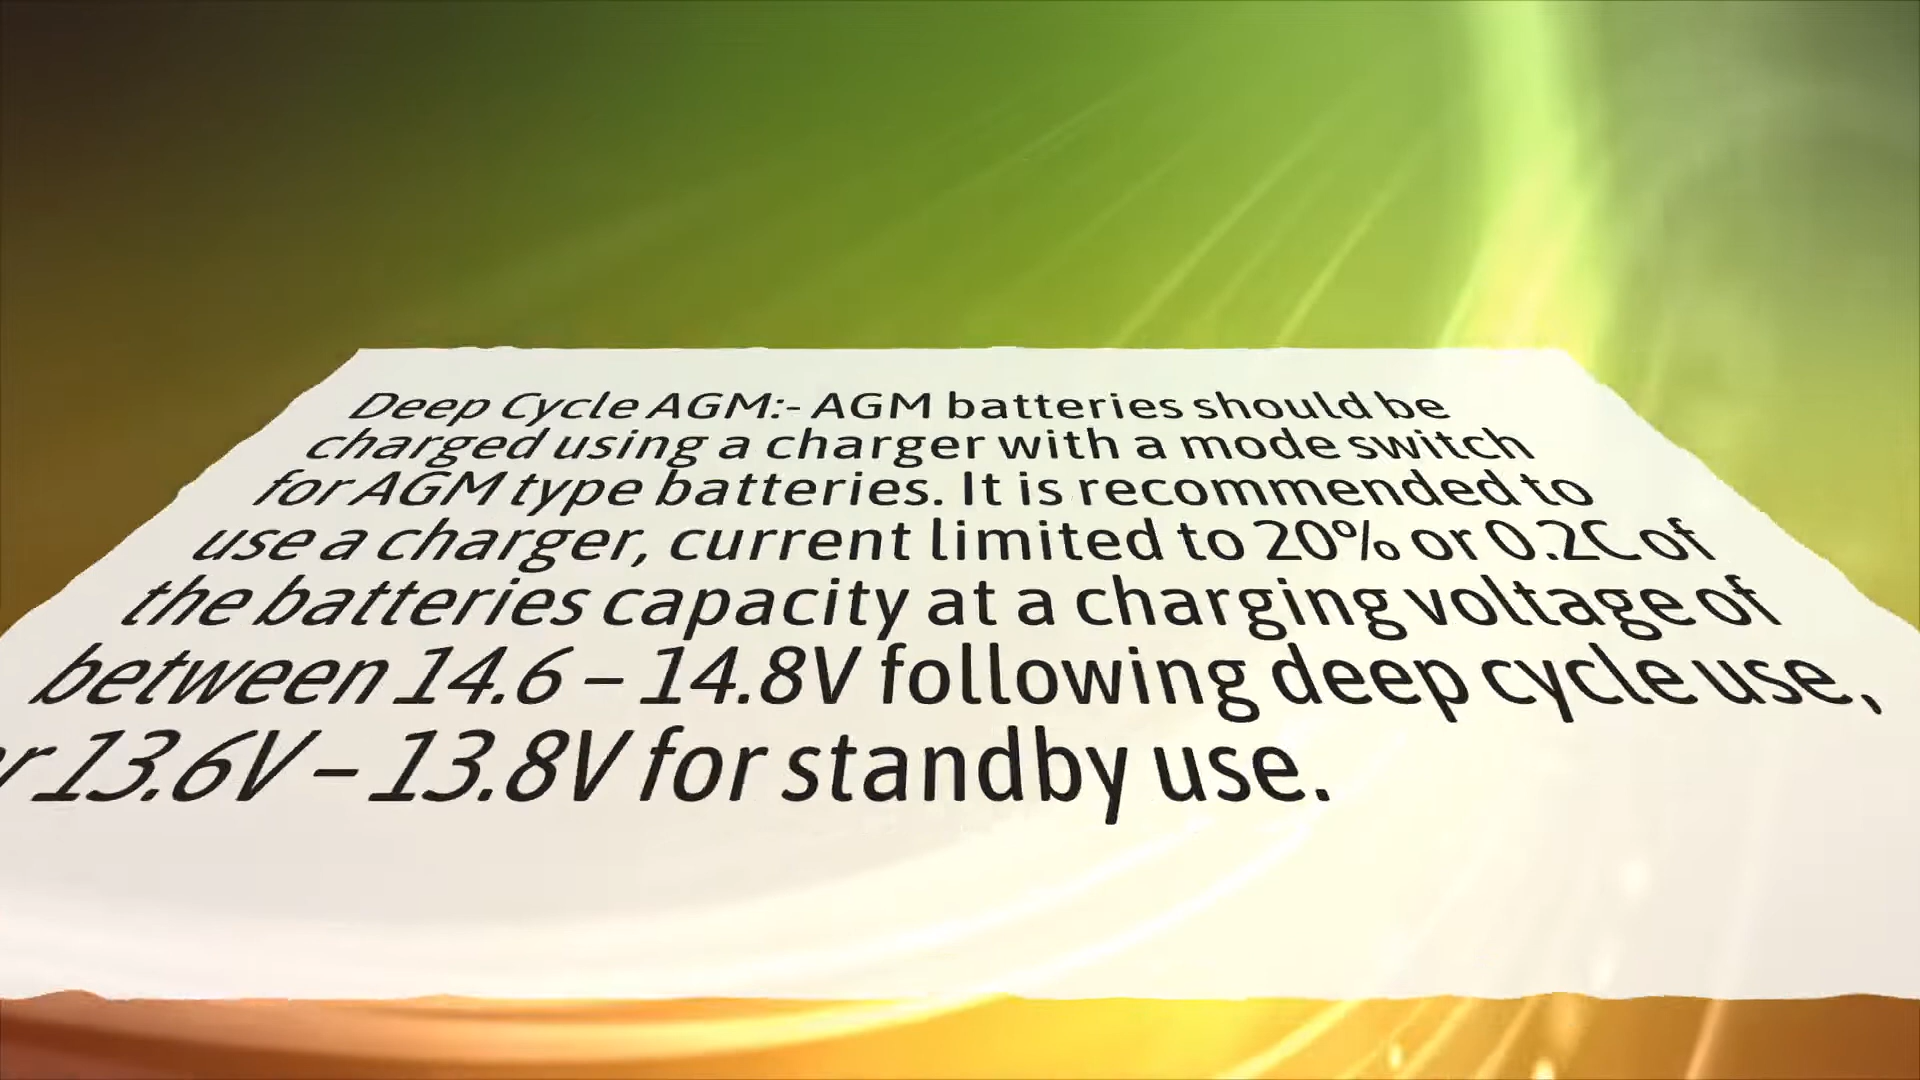 Deep Cycle AGM:- AGM batteries should be
charged using a charger with a mode switch
for AGM type batteries. It is recommended to
use a charger, current limited to 20% or 0.2C of
the batteries capacity at a charging voltage of
between 14.6 – 14.8V following deep cycle use,
13.6V – 13.8V for standby use.